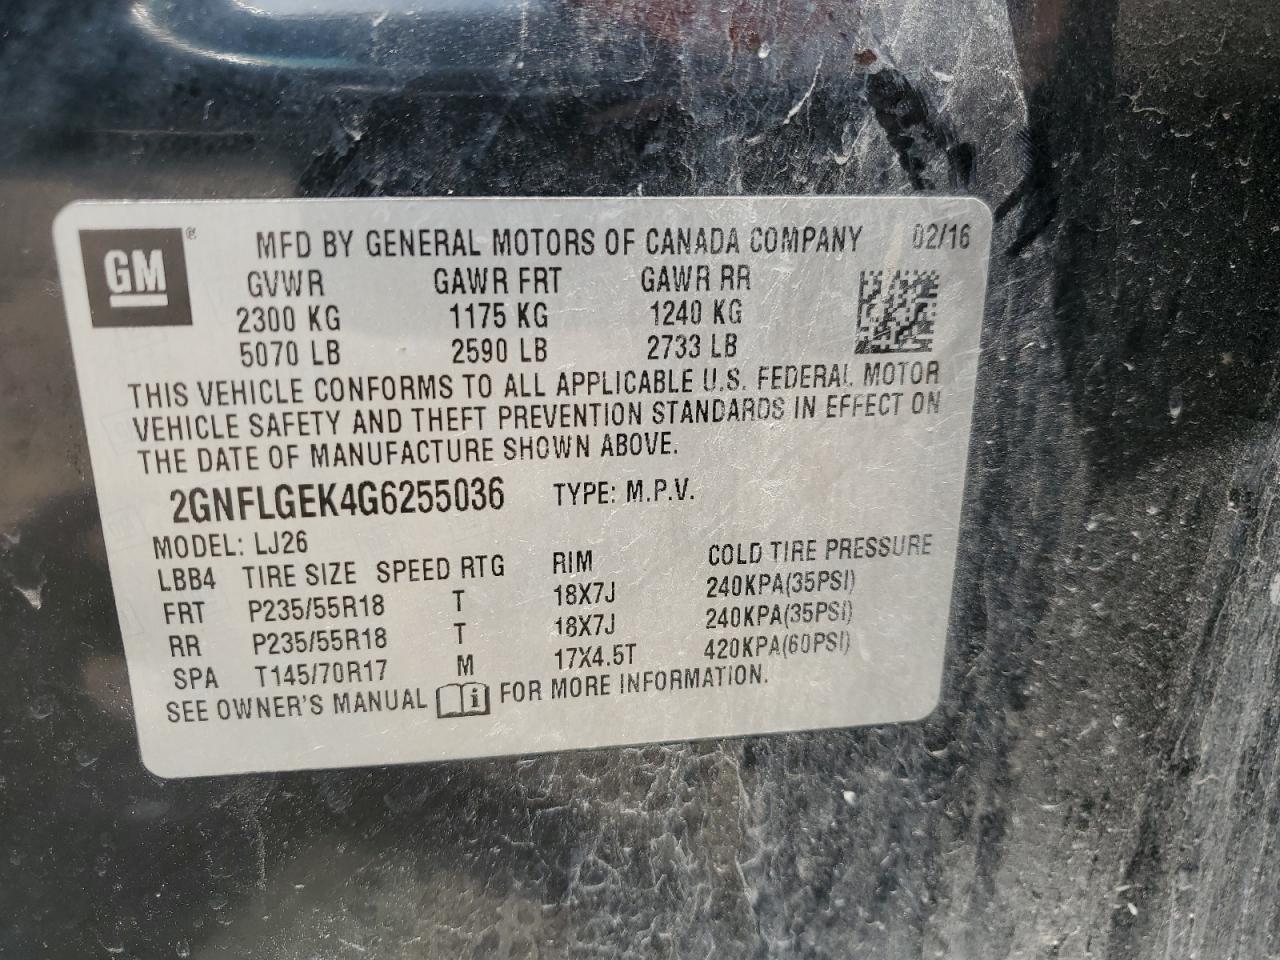 GM ® MFD BY GENERAL MOTORS OF CANADA COMPANY 02/16
GVWR GAWR FRT GAWR RR
2300 KG 1175 KG 1240 KG
5070 LB 2590 LB 2733 LB
THIS VEHICLE CONFORMS TO ALL APPLICABLE U.S. FEDERAL MOTOR
VEHICLE SAFETY AND THEFT PREVENTION STANDARDS IN EFFECT ON
THE DATE OF MANUFACTURE SHOWN ABOVE.
2GNFLGEK4G6255036 TYPE: M.P.V.
MODEL: LJ26
LBB4 TIRE SIZE SPEED RTG RIM COLD TIRE PRESSURE
FRT P235/55R18 T 18X7J 240KPA(35PSI)
RR P235/55R18 T 18X7J 240KPA(35PSI)
SPA T145/70R17 M 17X4.5T 420KPA(60PSI)
SEE OWNER'S MANUAL i FOR MORE INFORMATION.